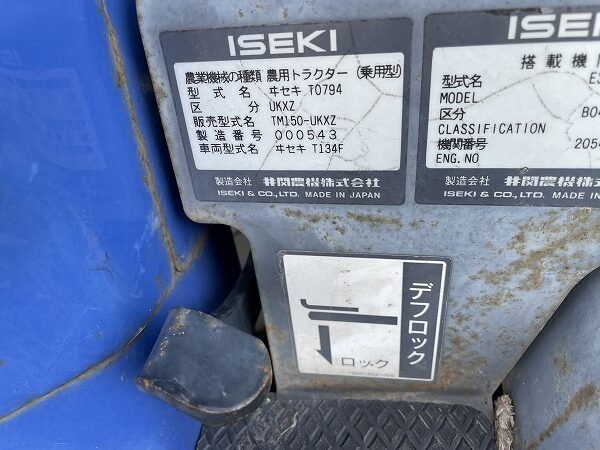 ISEKI
農業機械の種類 農用トラクター (乗用型)
型式名 ヰセキ T0794
区分 UKXZ
販売型式名 TM150-UKXZ
製造番号 000543
車両型式名 ヰセキ T134F
製造会社 井関農機株式会社
ISEKI & CO., LTD. MADE IN JAPAN
搭載機
型式名
MODEL
区分
CLASSIFICATION
機関番号
ENG.NO
製造会社 井関農機株式会社
ISEKI & CO., LTD. MADE IN
デフロック
ロック